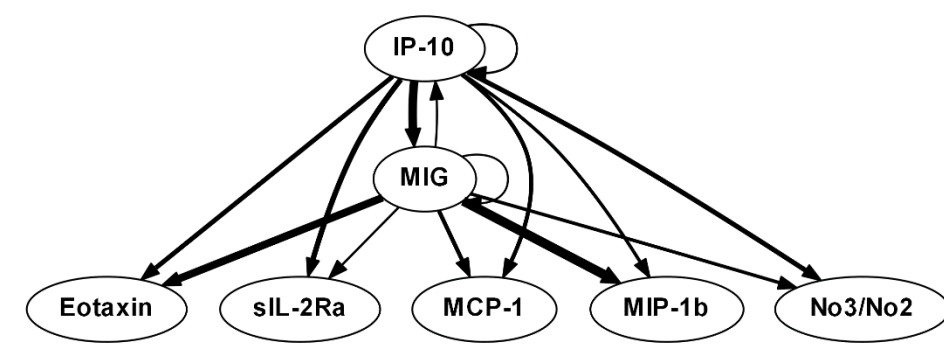 IP-10
MIG
Eotaxin
sIL-2Ra
MCP-1
MIP-1b
No3/No2